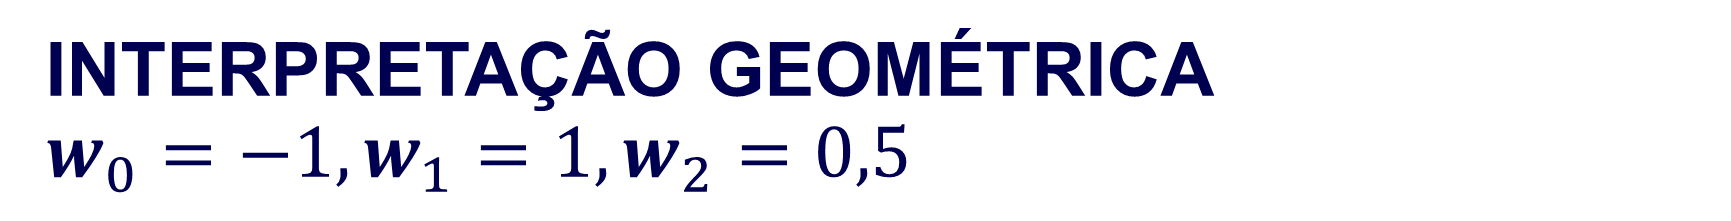 INTERPRETAÇÃO GEOMÉTRICA
w₀ = −1, w₁ = 1, w₂ = 0,5